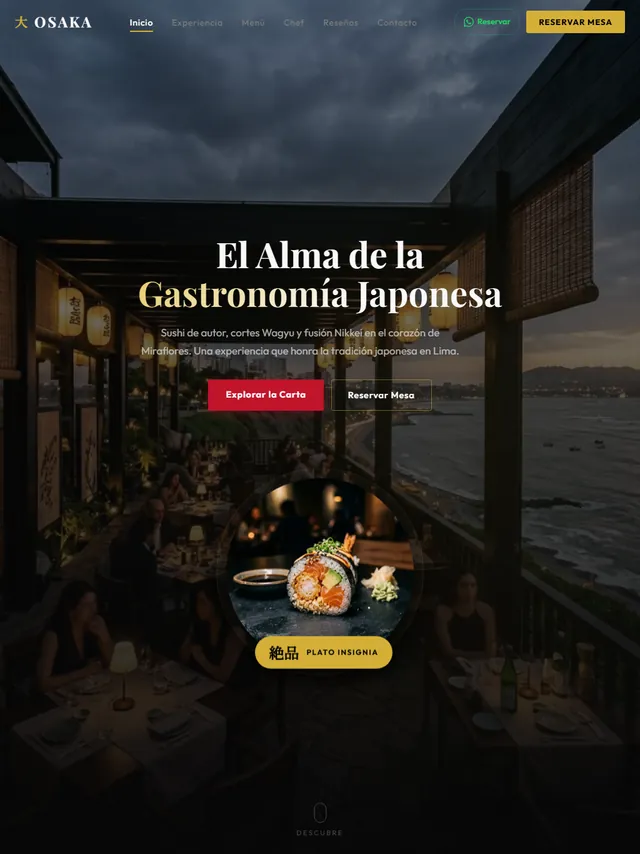 大 OSAKA
Inicio
Experiencia
Menú
Chef
Reseñas
Contacto
Reservar
RESERVAR MESA
El Alma de la
Gastronomía Japonesa
Sushi de autor, cortes Wagyu y fusión Nikkei en el corazón de
Miraflores. Una experiencia que honra la tradición japonesa en Lima.
Explorar la Carta
Reservar Mesa
絶品 PLATO INSIGNIA
DESCUBRE